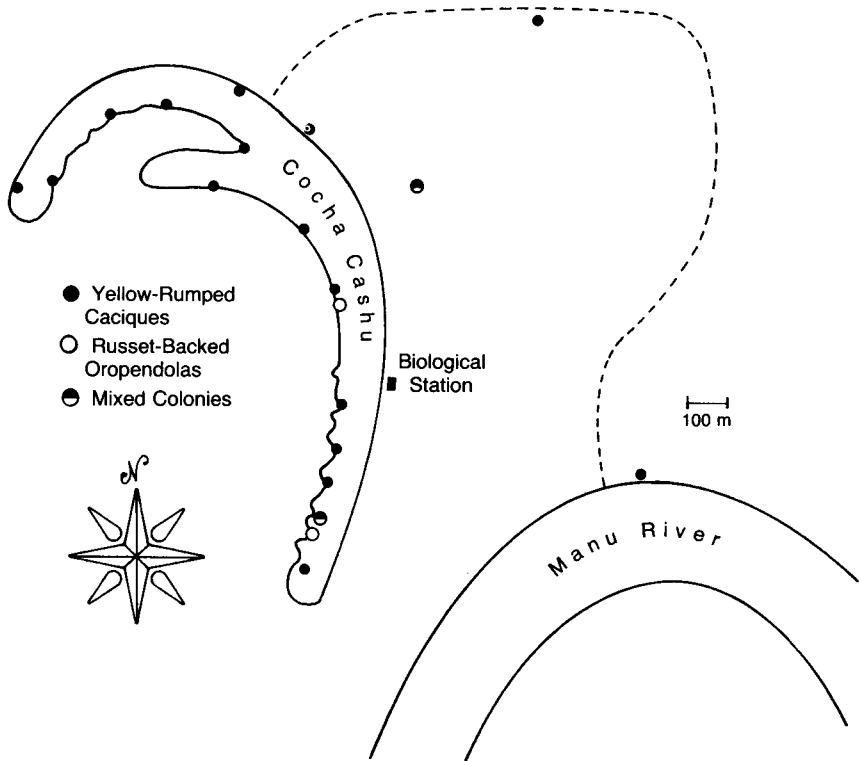 Cocha Cashu
Yellow-Rumped
Caciques
Russet-Backed
Oropendolas
Mixed Colonies
Biological
Station
100 m
N
Manu River